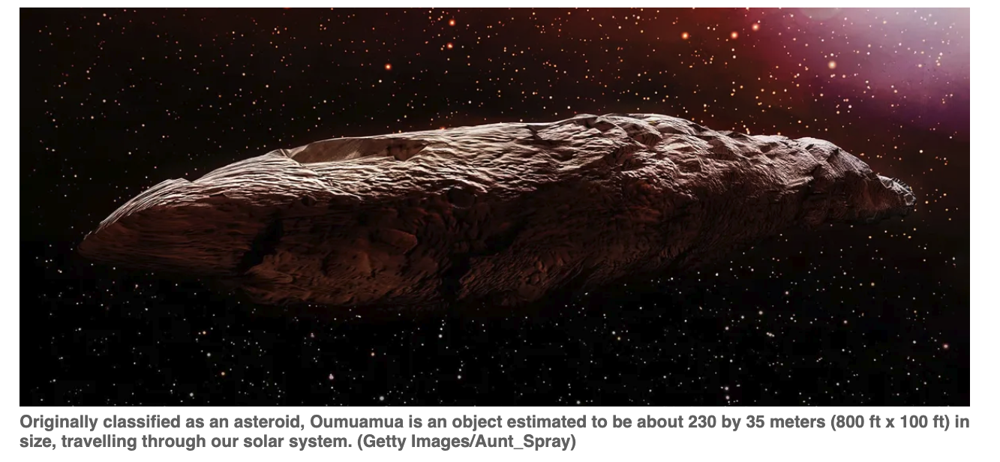 Originally classified as an asteroid, Oumuamua is an object estimated to be about 230 by 35 meters (800 ft x 100 ft) in
size, travelling through our solar system. (Getty Images/Aunt_Spray)